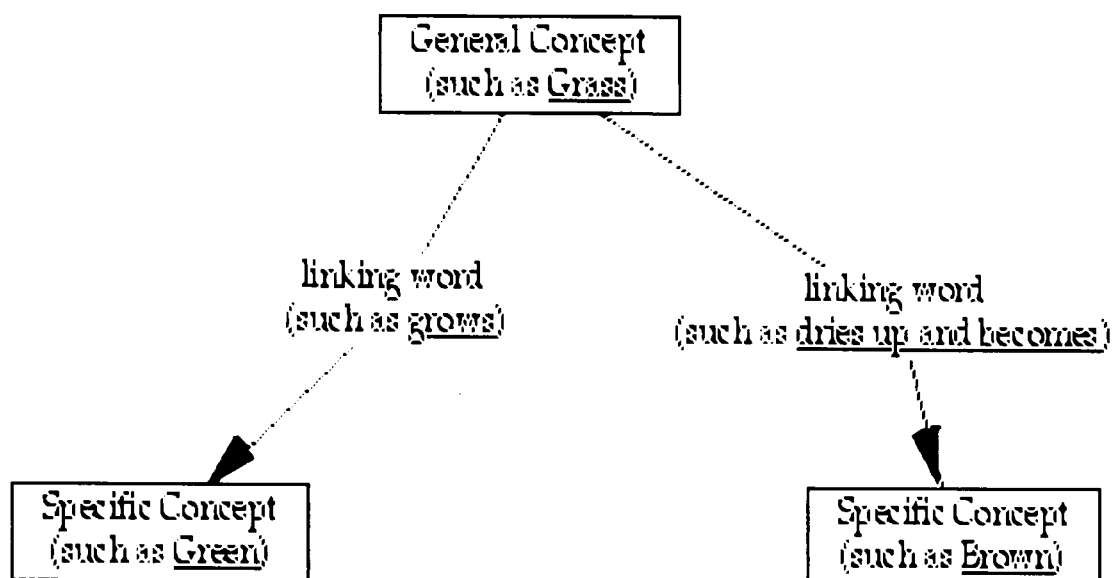 General Concept
(such as Grass)
linking word
(such as grows)
linking word
(such as dries up and becomes)
Specific Concept
(such as Green)
Specific Concept
(such as Brown)